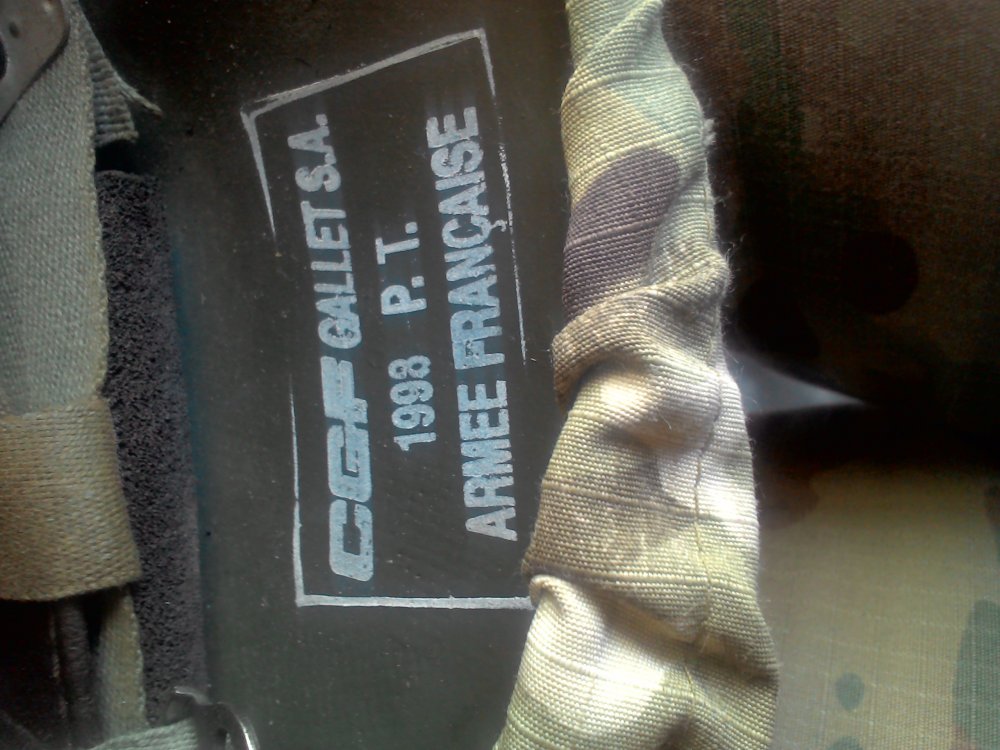 CGF GALLET S.A.
1998 P.T.
ARMEE FRANÇAISE